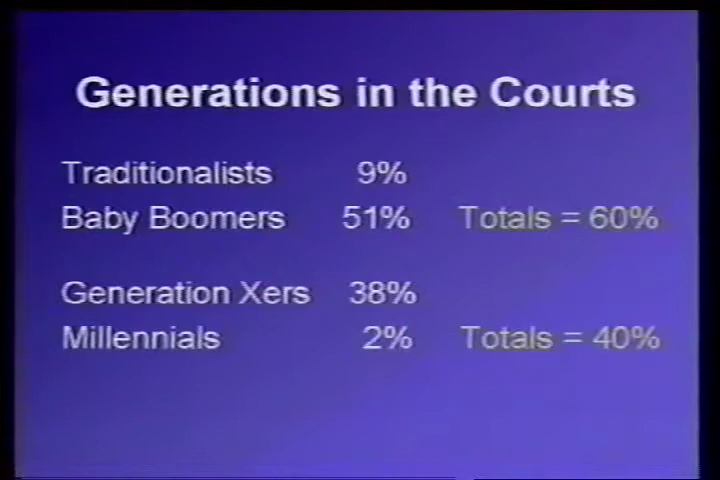 Generations in the Courts
Traditionalists 9%
Baby Boomers 51% Totals = 60%
Generation Xers 38%
Millennials 2% Totals = 40%